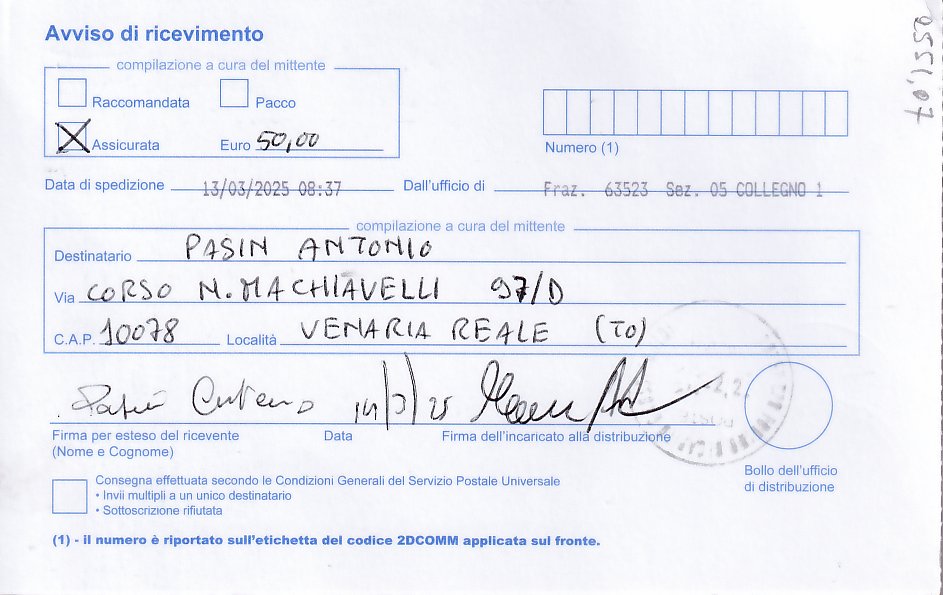 Avviso di ricevimento
compilazione a cura del mittente
Raccomandata Pacco
Assicurata Euro 50,00
Numero (1)
Data di spedizione 13/03/2025 08:37 Dall'ufficio di Fraz. 63523 Sez. 05 COLLEGNO 1
compilazione a cura del mittente
Destinatario PASIN ANTONIO
Via CORSO N. MACHIAVELLI 97/D
C.A.P. 10078 Località VENARIA REALE (TO)
14/3/25
Firma per esteso del ricevente Data Firma dell'incaricato alla distribuzione
(Nome e Cognome)
Bollo dell'ufficio
di distribuzione
Consegna effettuata secondo le Condizioni Generali del Servizio Postale Universale
• Invii multipli a un unico destinatario
• Sottoscrizione rifiutata
(1) - il numero è riportato sull'etichetta del codice 2DCOMM applicata sul fronte.